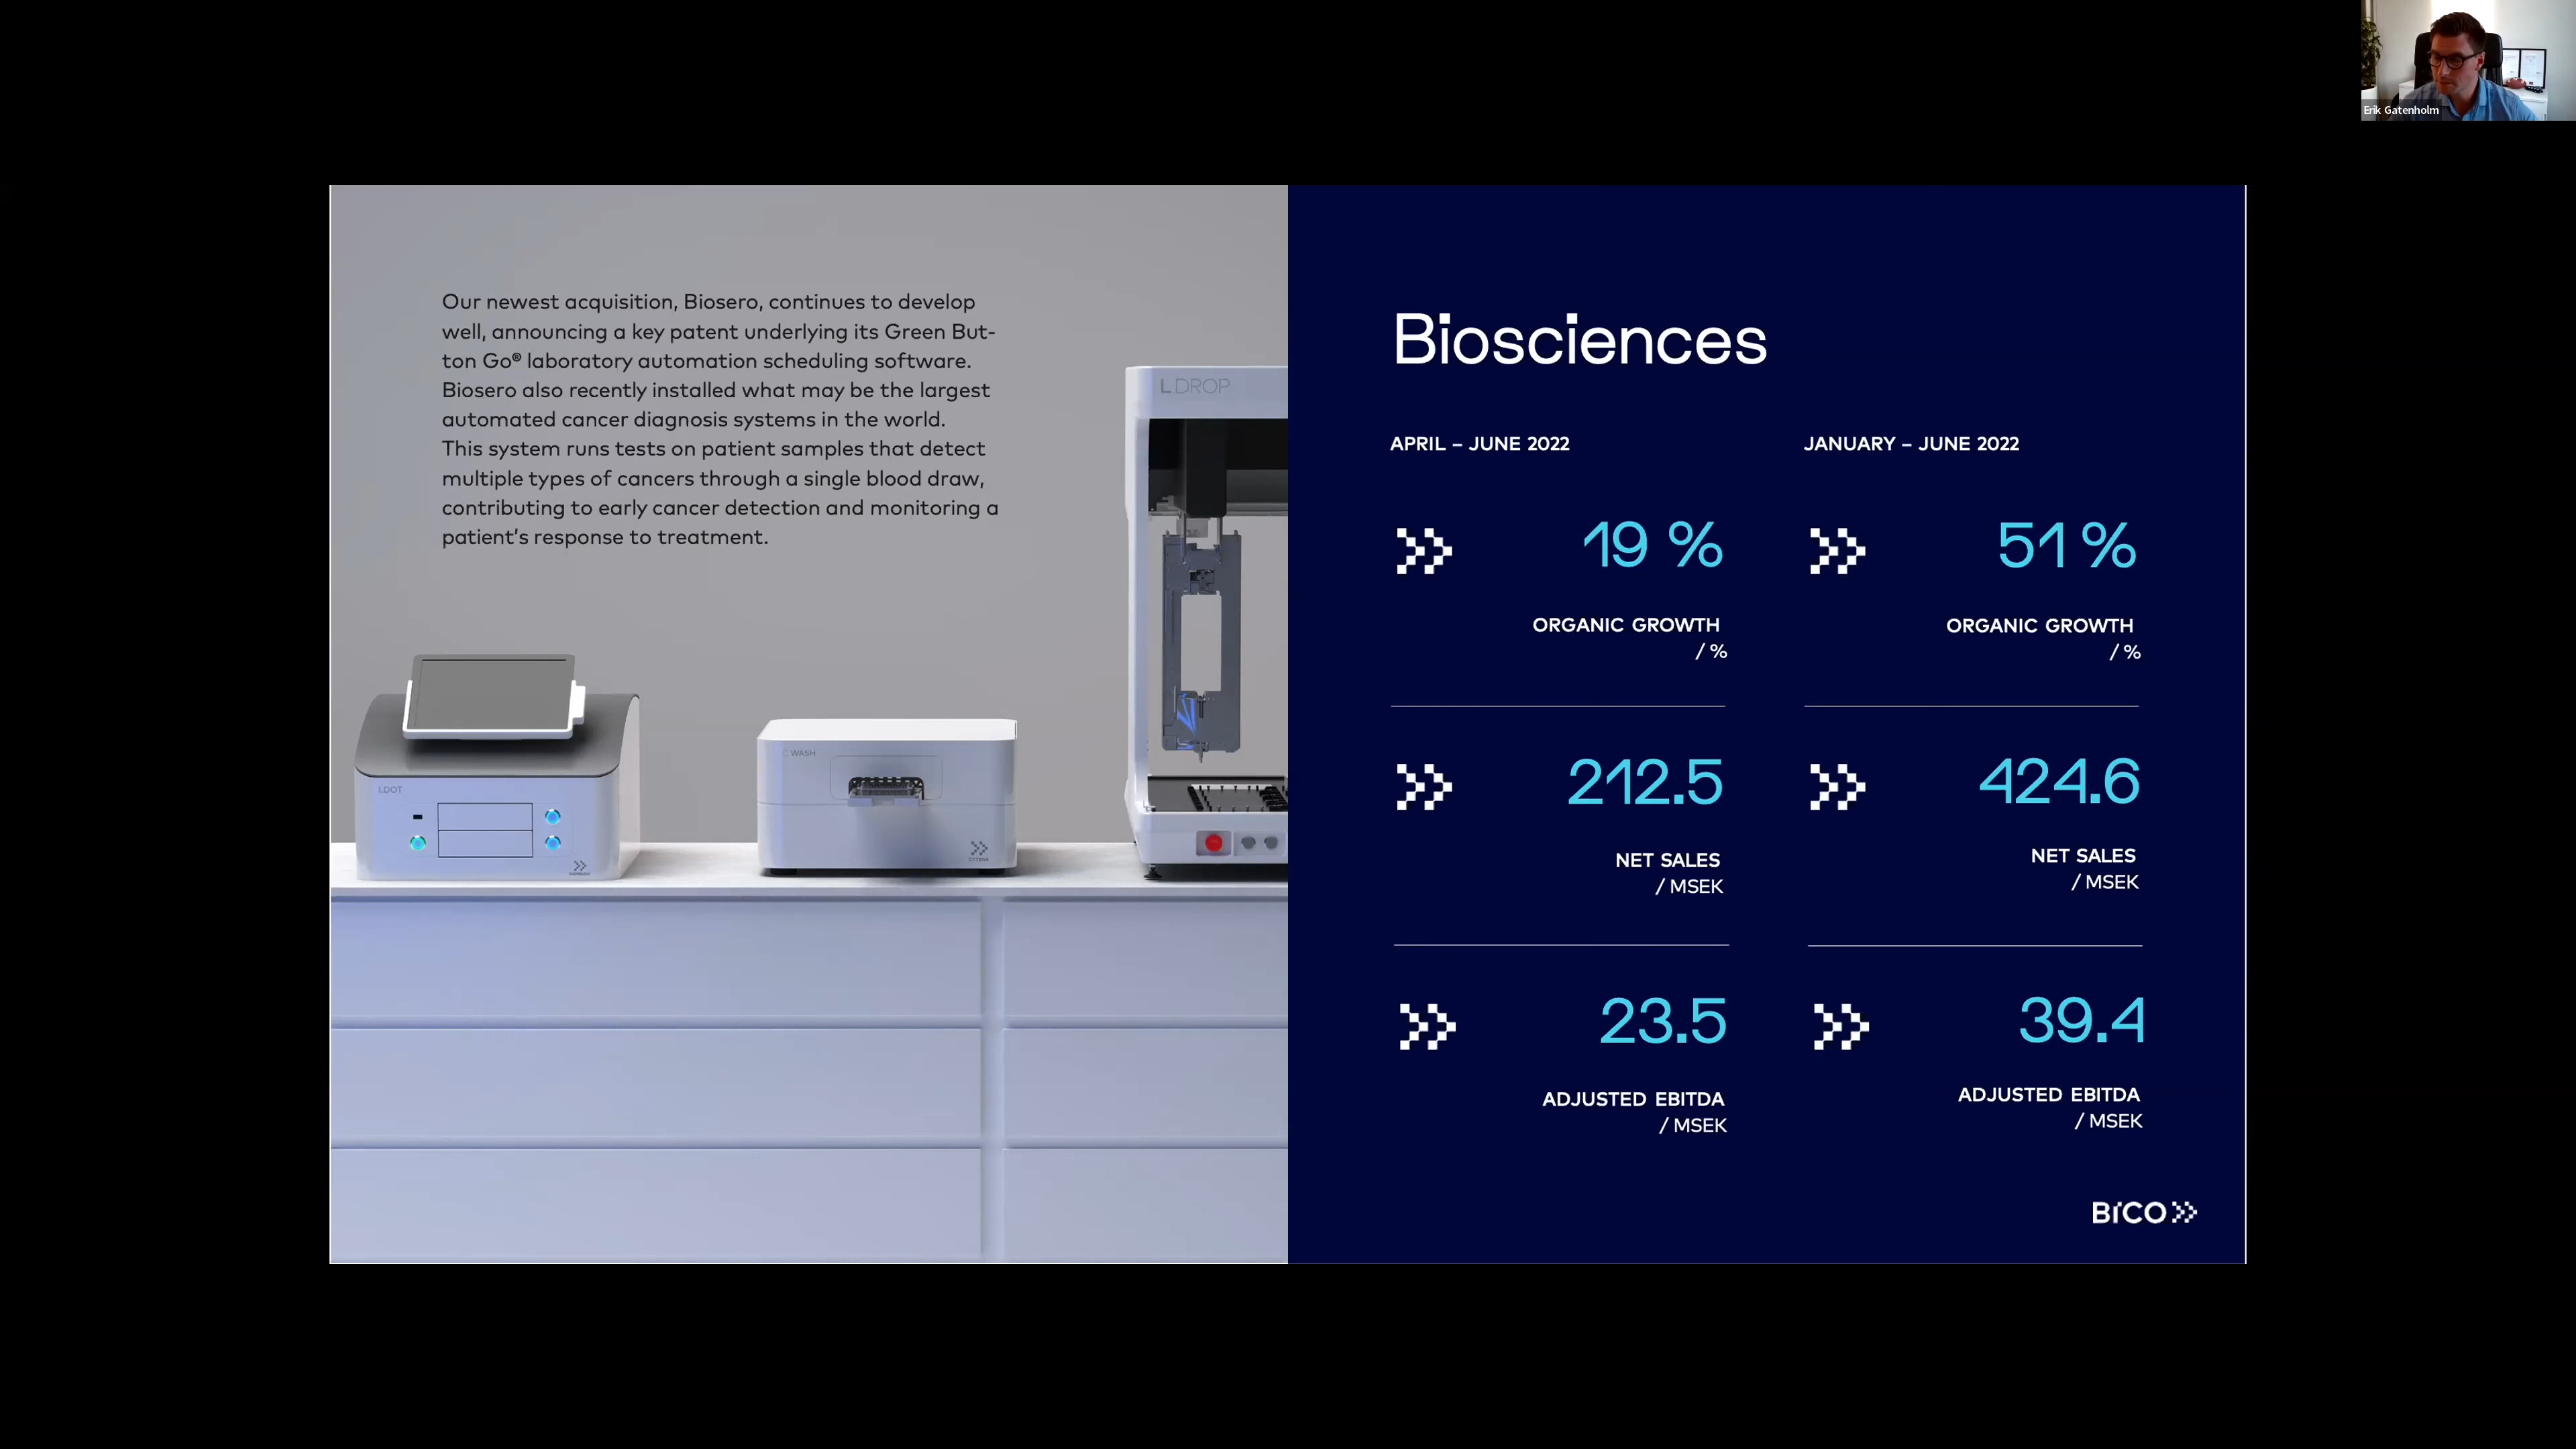 Erik Gatenholm
Our newest acquisition, Biosero, continues to develop
well, announcing a key patent underlying its Green But-
ton Go® laboratory automation scheduling software.
Biosero also recently installed what may be the largest
automated cancer diagnosis systems in the world.
This system runs tests on patient samples that detect
multiple types of cancers through a single blood draw,
contributing to early cancer detection and monitoring a
patient's response to treatment.
L.DROP
C.WASH
I.DOT
CYTENA
Biosciences
APRIL – JUNE 2022
JANUARY – JUNE 2022
19 %
51 %
ORGANIC GROWTH
/ %
ORGANIC GROWTH
/ %
212.5
424.6
NET SALES
/ MSEK
NET SALES
/ MSEK
23.5
39.4
ADJUSTED EBITDA
/ MSEK
ADJUSTED EBITDA
/ MSEK
BICO